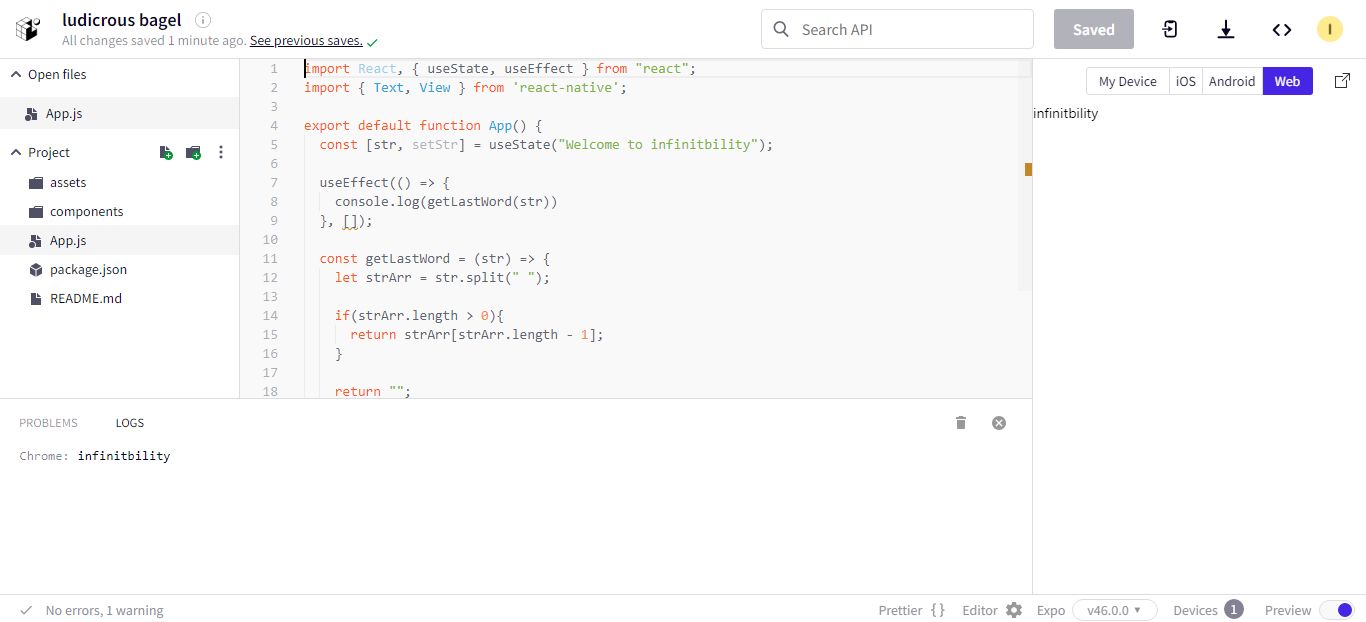 ludicrous bagel
All changes saved 1 minute ago. See previous saves.
Search API
Saved
I
Open files
App.js
Project
assets
components
App.js
package.json
README.md
1 import React, { useState, useEffect } from "react";
2 import { Text, View } from 'react-native';
3
4 export default function App() {
5 const [str, setStr] = useState("Welcome to infinitbility");
6
7 useEffect(() => {
8 console.log(getLastWord(str))
9 }, []);
10
11 const getLastWord = (str) => {
12 let strArr = str.split(" ");
13
14 if(strArr.length > 0){
15 return strArr[strArr.length - 1];
16 }
17
18 return "";
My Device iOS Android Web
infinitbility
PROBLEMS LOGS
Chrome: infinitbility
No errors, 1 warning
Prettier {} Editor Expo v46.0.0 Devices 1 Preview